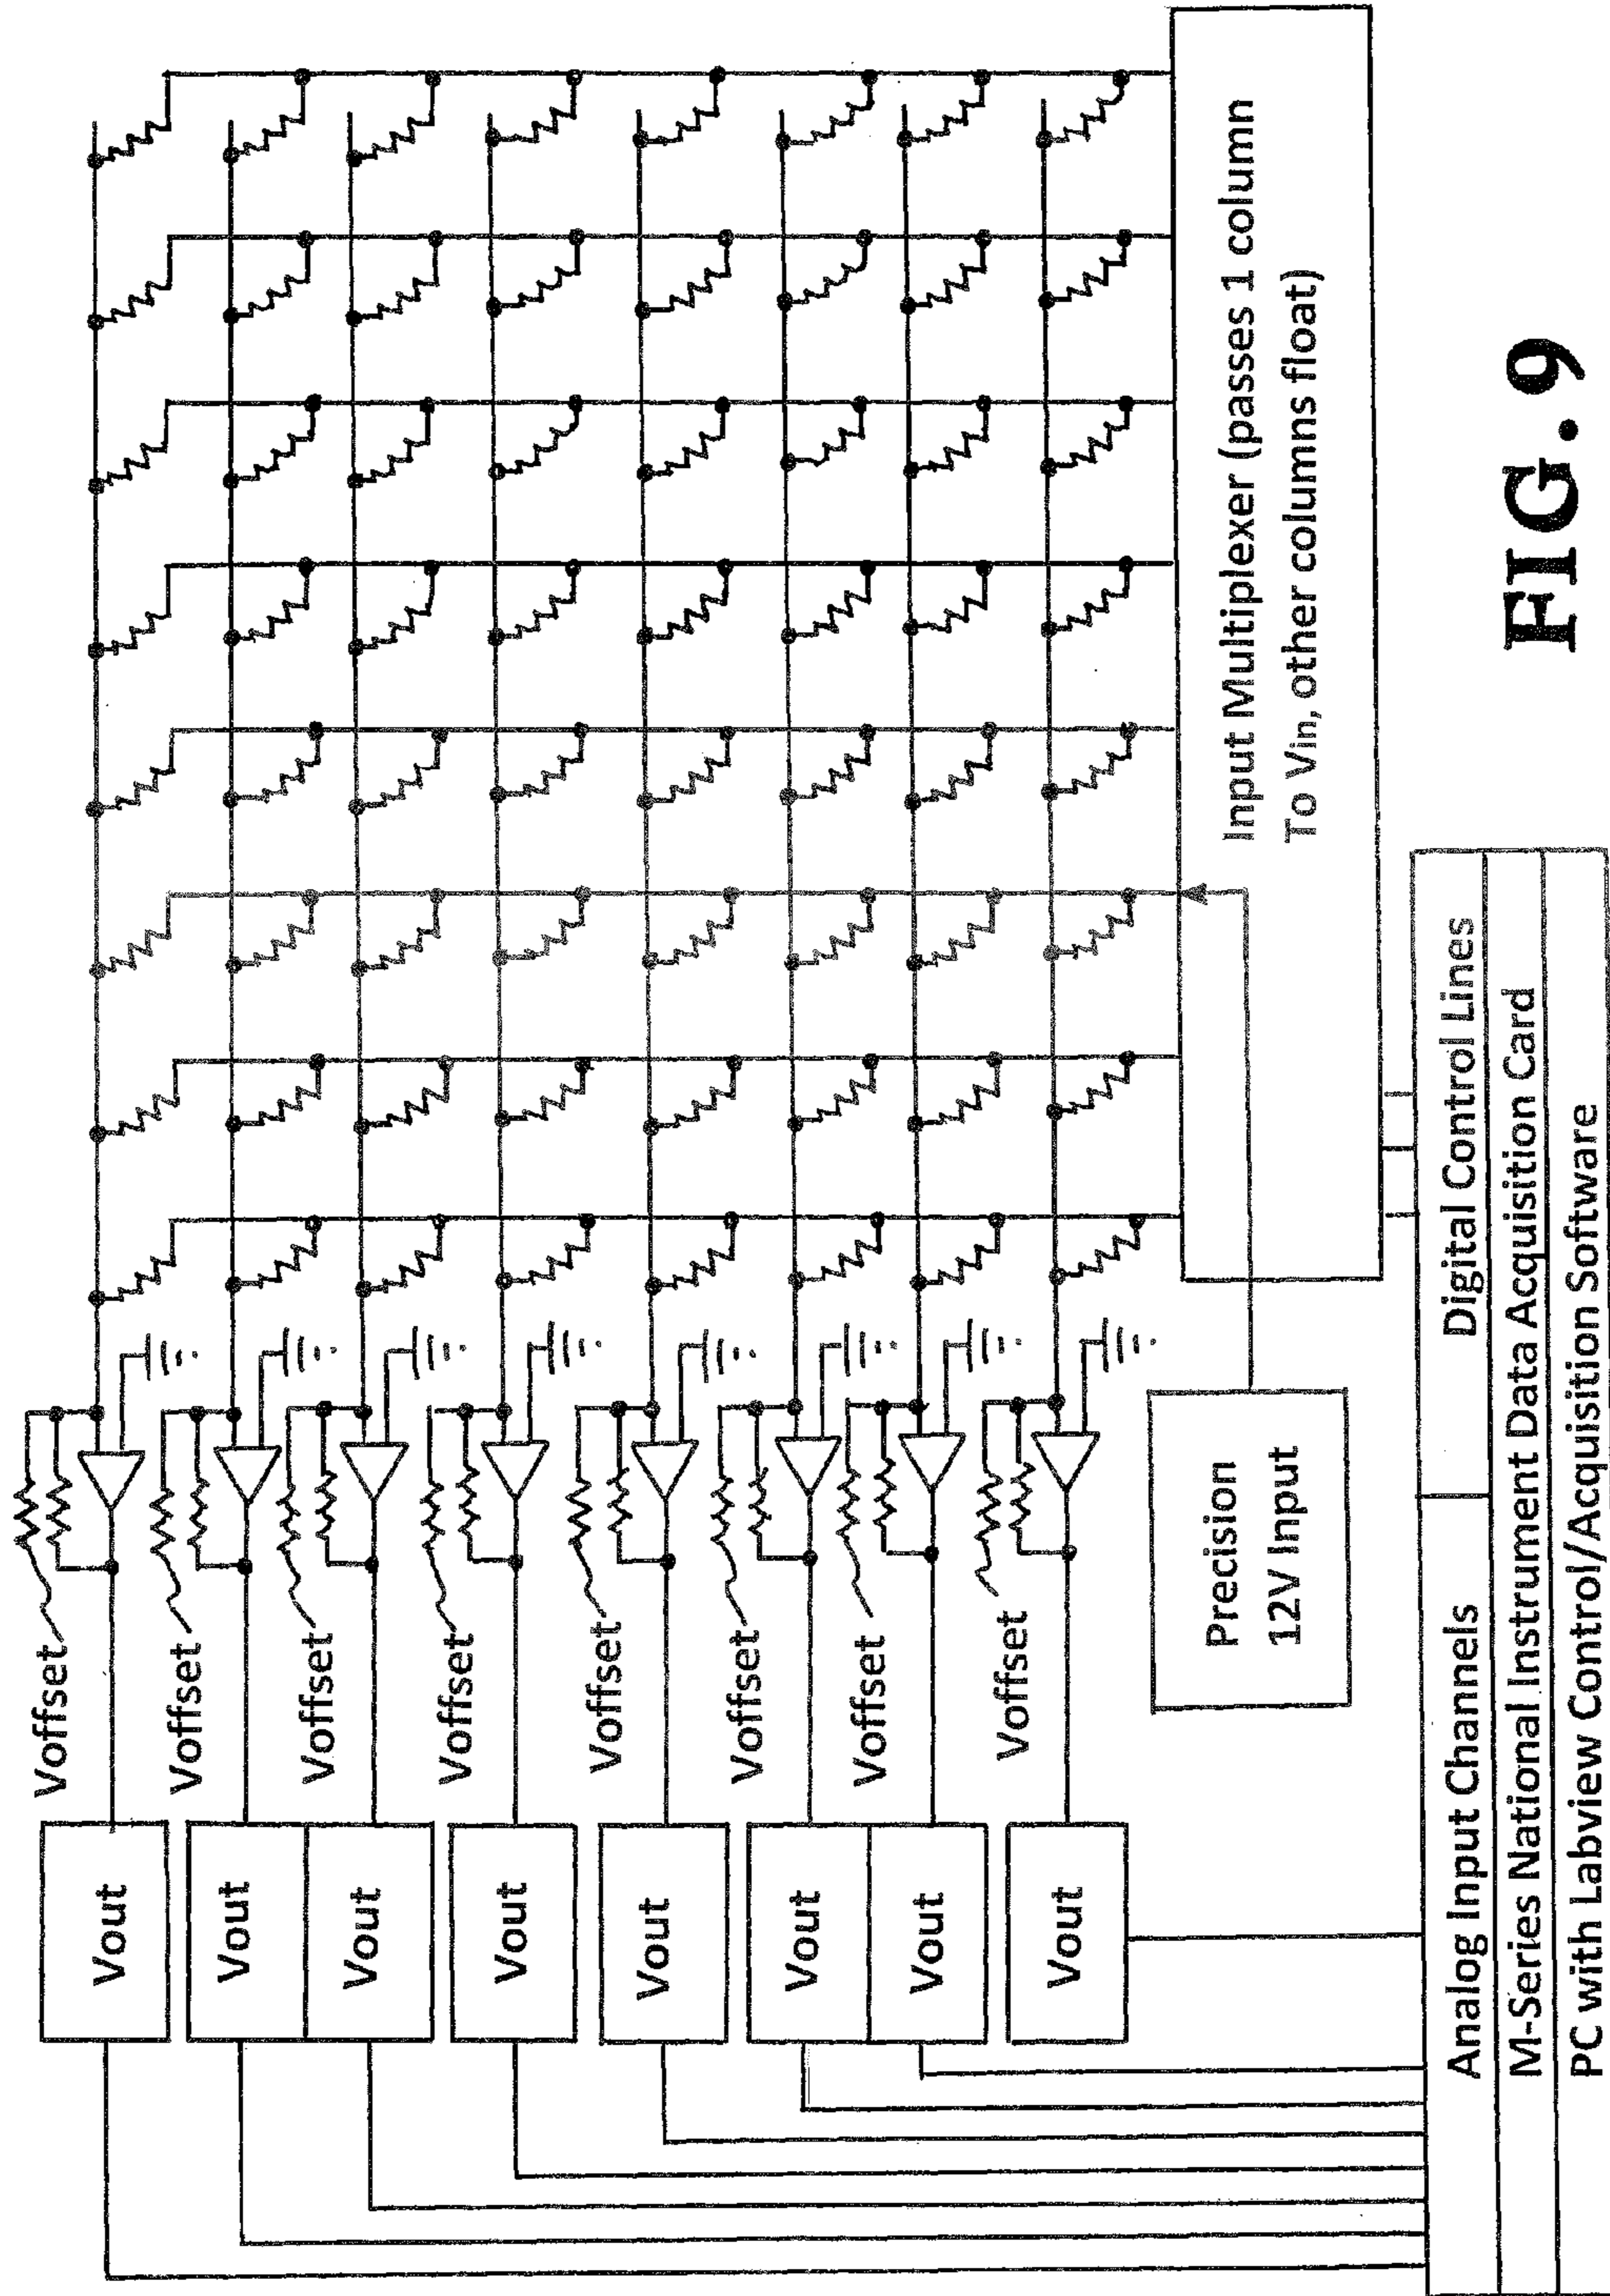 Voffset
Voffset
Voffset
Voffset
Voffset
Voffset
Voffset
Voffset
Vout
Vout
Vout
Vout
Vout
Vout
Vout
Vout
Precision
12V Input
Input Multiplexer (passes 1 column
To Vin, other columns float)
Analog Input Channels
Digital Control Lines
M-Series National Instrument Data Acquisition Card
PC with Labview Control/Acquisition Software
FIG. 9